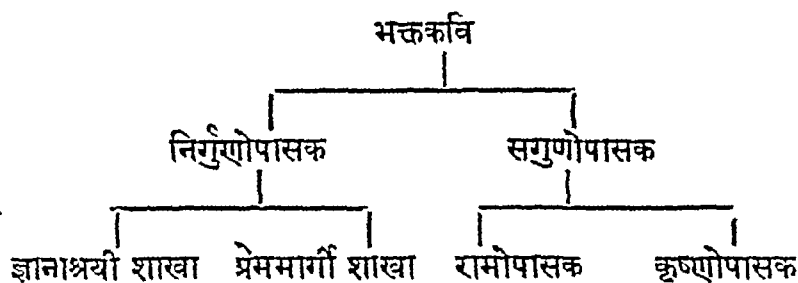 भक्तकवि
निर्गुणोपासक सगुणोपासक
ज्ञानाश्रयी शाखा प्रेममार्गी शाखा रामोपासक कृष्णोपासक